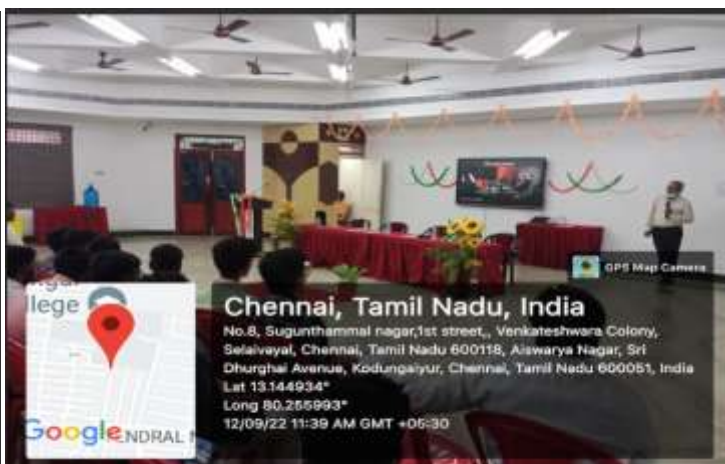 GPS Map Camera
llege
Google
ENDRAL
Chennai, Tamil Nadu, India
No.8, Sugunthammal nagar,1st street,, Venkateshwara Colony,
Selaivayal, Chennai, Tamil Nadu 600118, Aiswarya Nagar, Sri
Dhurghai Avenue, Kodungaiyur, Chennai, Tamil Nadu 600051, India
Lat 13.144934°
Long 80.255993°
12/09/22 11:39 AM GMT +05:30